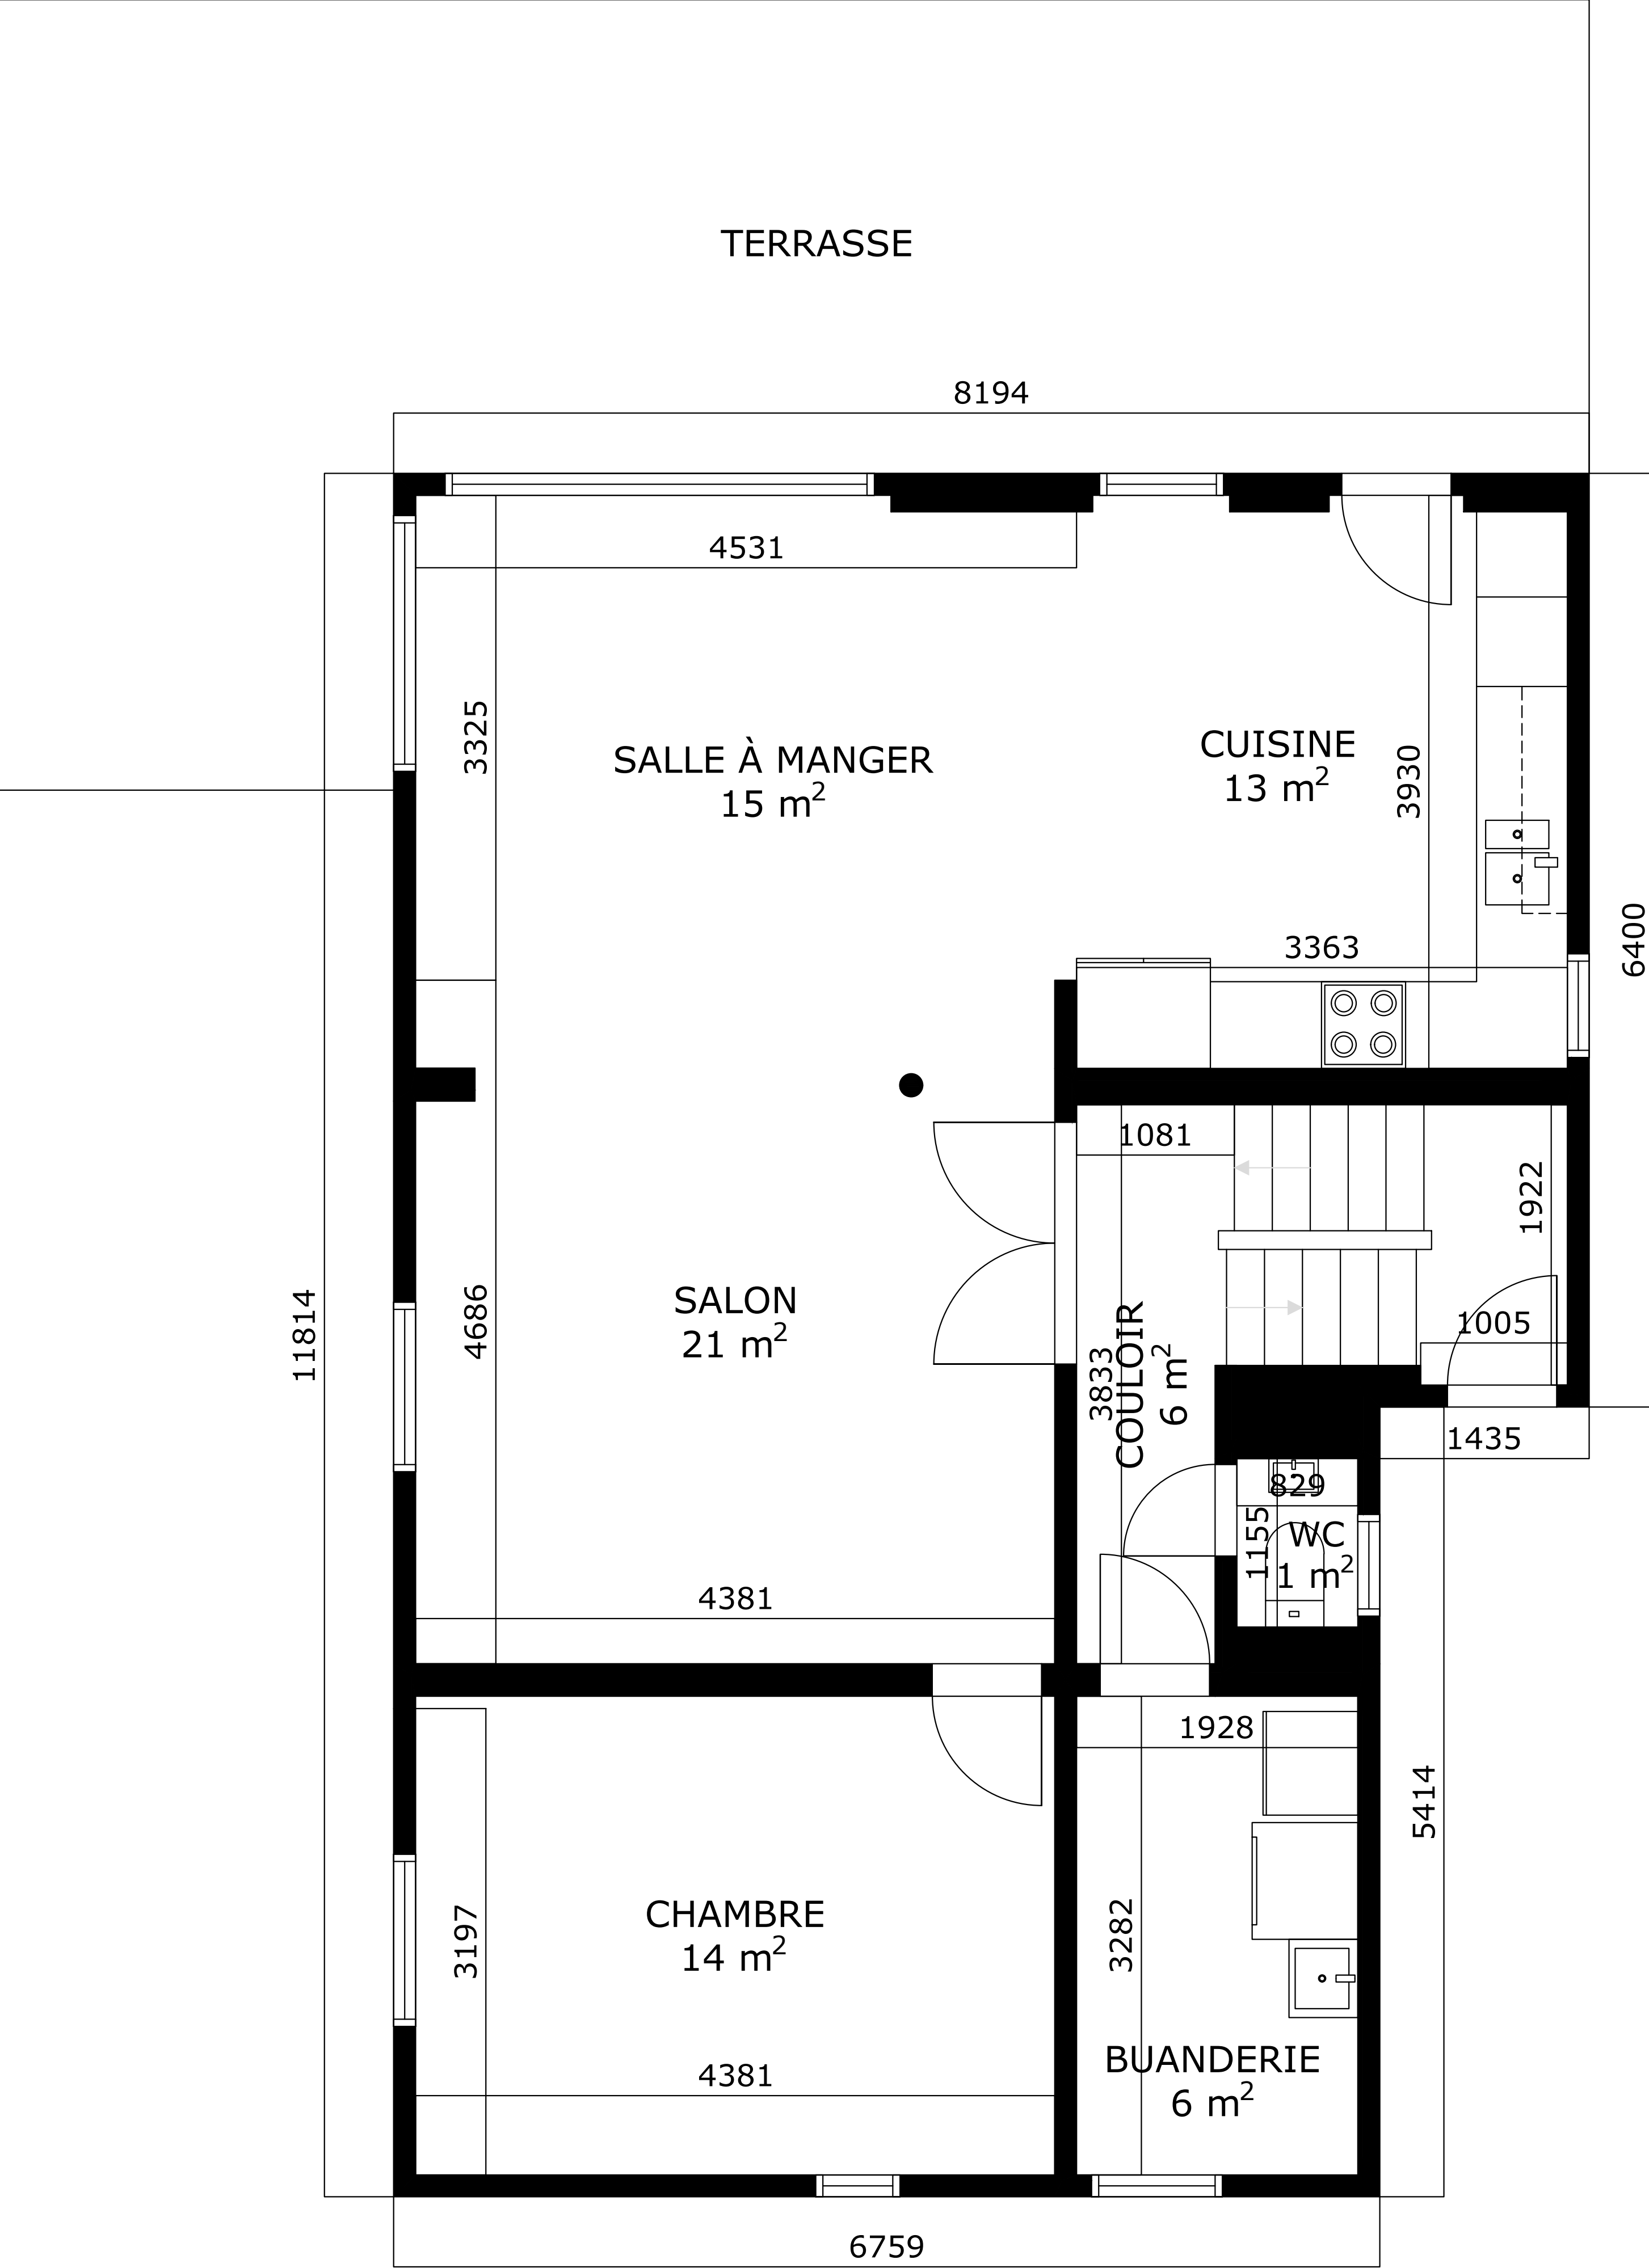 TERRASSE
8194
4531
3325
SALLE À MANGER
15 m²
CUISINE
13 m²
3930
3363
6400
1081
1922
11814
4686
SALON
21 m²
3833
COULOIR
6 m²
1005
1435
829
1155
WC
1 m²
4381
1928
5414
3197
CHAMBRE
14 m²
3282
4381
BUANDERIE
6 m²
6759